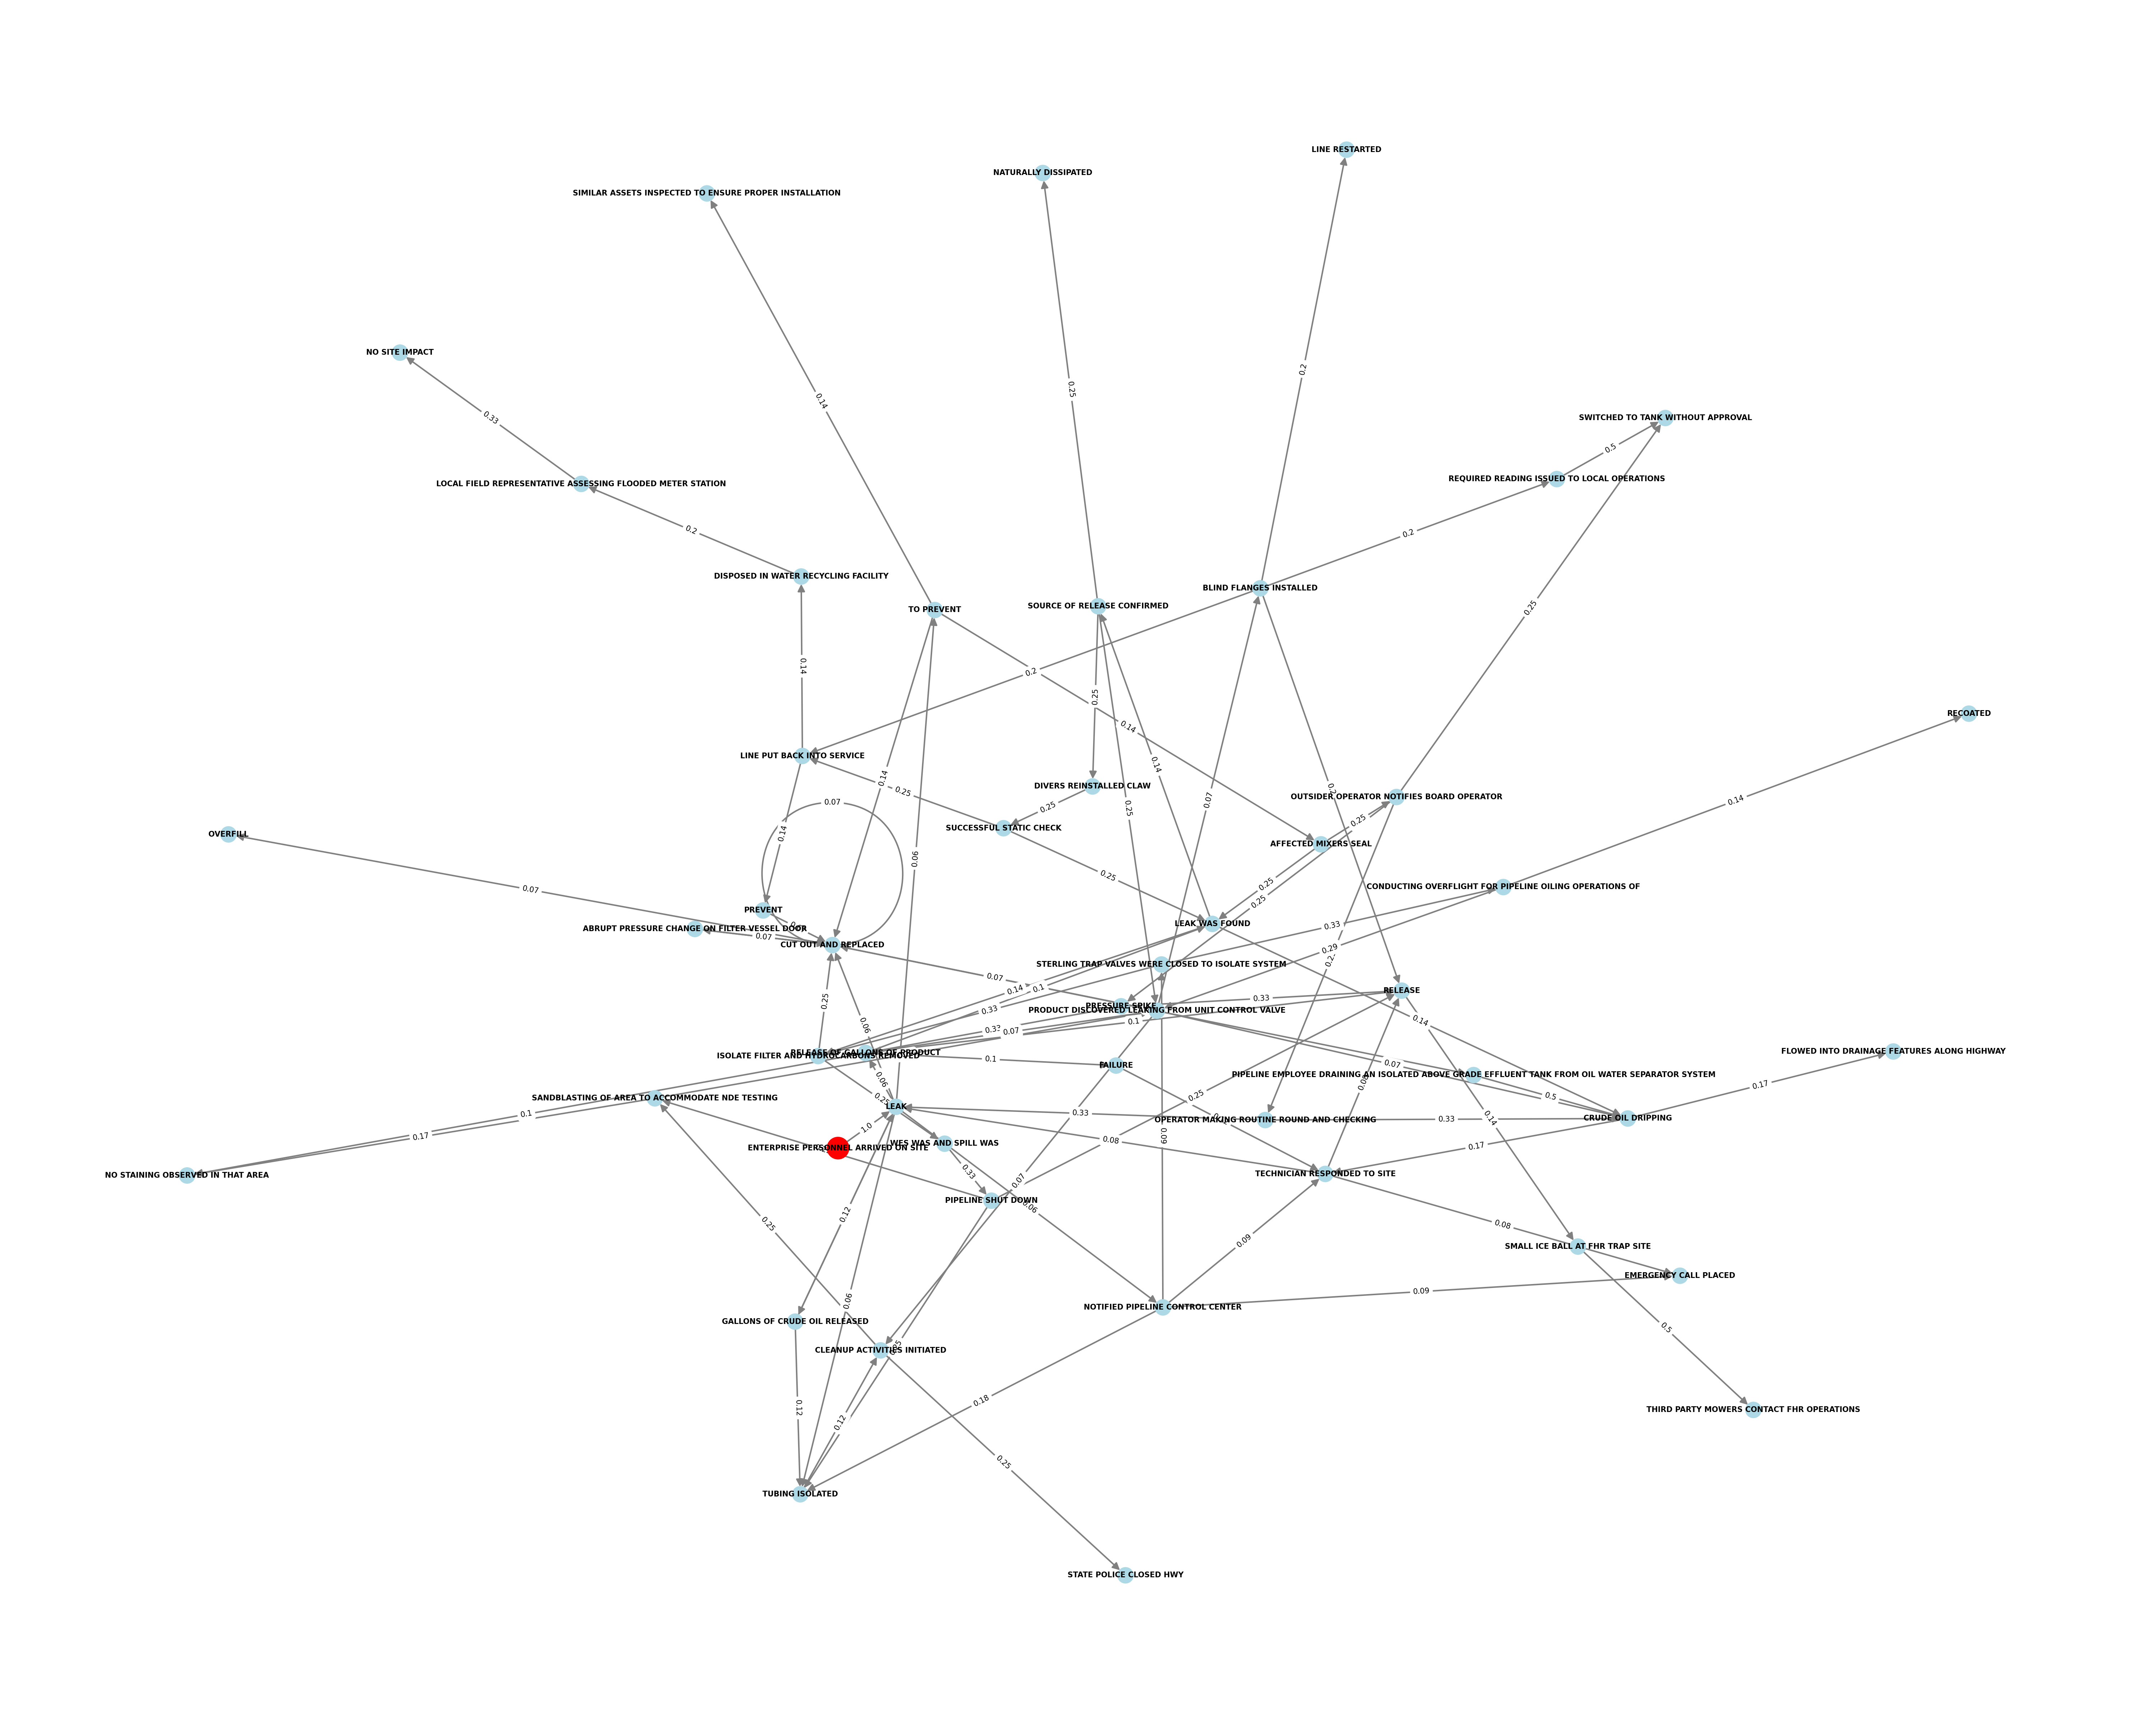 LINE RESTARTED
NATURALLY DISSIPATED
SIMILAR ASSETS INSPECTED TO ENSURE PROPER INSTALLATION
NO SITE IMPACT
0.2
0.25
0.14
0.33
SWITCHED TO TANK WITHOUT APPROVAL
0.5
REQUIRED READING ISSUED TO LOCAL OPERATIONS
LOCAL FIELD REPRESENTATIVE ASSESSING FLOODED METER STATION
0.2
0.2
DISPOSED IN WATER RECYCLING FACILITY
BLIND FLANGES INSTALLED
SOURCE OF RELEASE CONFIRMED
TO PREVENT
0.25
0.14
0.2
0.25
RECOATED
0.14
LINE PUT BACK INTO SERVICE
0.14
0.14
DIVERS REINSTALLED CLAW
0.25
OUTSIDER OPERATOR NOTIFIES BOARD OPERATOR
0.07
0.07
0.14
0.25
0.25
0.25
SUCCESSFUL STATIC CHECK
OVERFILL
0.14
AFFECTED MIXERS SEAL
0.06
0.25
0.25
CONDUCTING OVERFLIGHT FOR PIPELINE OILING OPERATIONS OF
0.07
0.25
PREVENT
LEAK WAS FOUND
0.33
ABRUPT PRESSURE CHANGE ON FILTER VESSEL DOOR
0.07
CUT OUT AND REPLACED
0.29
STERLING TRAP VALVES WERE CLOSED TO ISOLATE SYSTEM
0.07
0.14
0.1
RELEASE
0.33
0.25
PRESSURE SPIKE
PRODUCT DISCOVERED LEAKING FROM UNIT CONTROL VALVE
0.33
0.14
0.1
0.06
0.07
RELEASE OF GALLONS OF PRODUCT
ISOLATE FILTER AND HYDROCARBONS REMOVED
FLOWED INTO DRAINAGE FEATURES ALONG HIGHWAY
0.1
FAILURE
0.07
PIPELINE EMPLOYEE DRAINING AN ISOLATED ABOVE GRADE EFFLUENT TANK FROM OIL WATER SEPARATOR SYSTEM
0.06
0.17
0.25
0.5
SANDBLASTING OF AREA TO ACCOMMODATE NDE TESTING
0.25
LEAK
0.33
0.1
OPERATOR MAKING ROUTINE ROUND AND CHECKING
0.33
CRUDE OIL DRIPPING
0.14
1.0
0.17
0.09
0.08
WES WAS AND SPILL WAS
ENTERPRISE PERSONNEL ARRIVED ON SITE
0.17
0.33
NO STAINING OBSERVED IN THAT AREA
TECHNICIAN RESPONDED TO SITE
0.07
PIPELINE SHUT DOWN
0.06
0.12
0.25
0.08
0.09
SMALL ICE BALL AT FHR TRAP SITE
EMERGENCY CALL PLACED
0.09
0.06
NOTIFIED PIPELINE CONTROL CENTER
GALLONS OF CRUDE OIL RELEASED
0.5
CLEANUP ACTIVITIES INITIATED
0.18
0.12
THIRD PARTY MOWERS CONTACT FHR OPERATIONS
0.12
0.25
TUBING ISOLATED
STATE POLICE CLOSED HWY